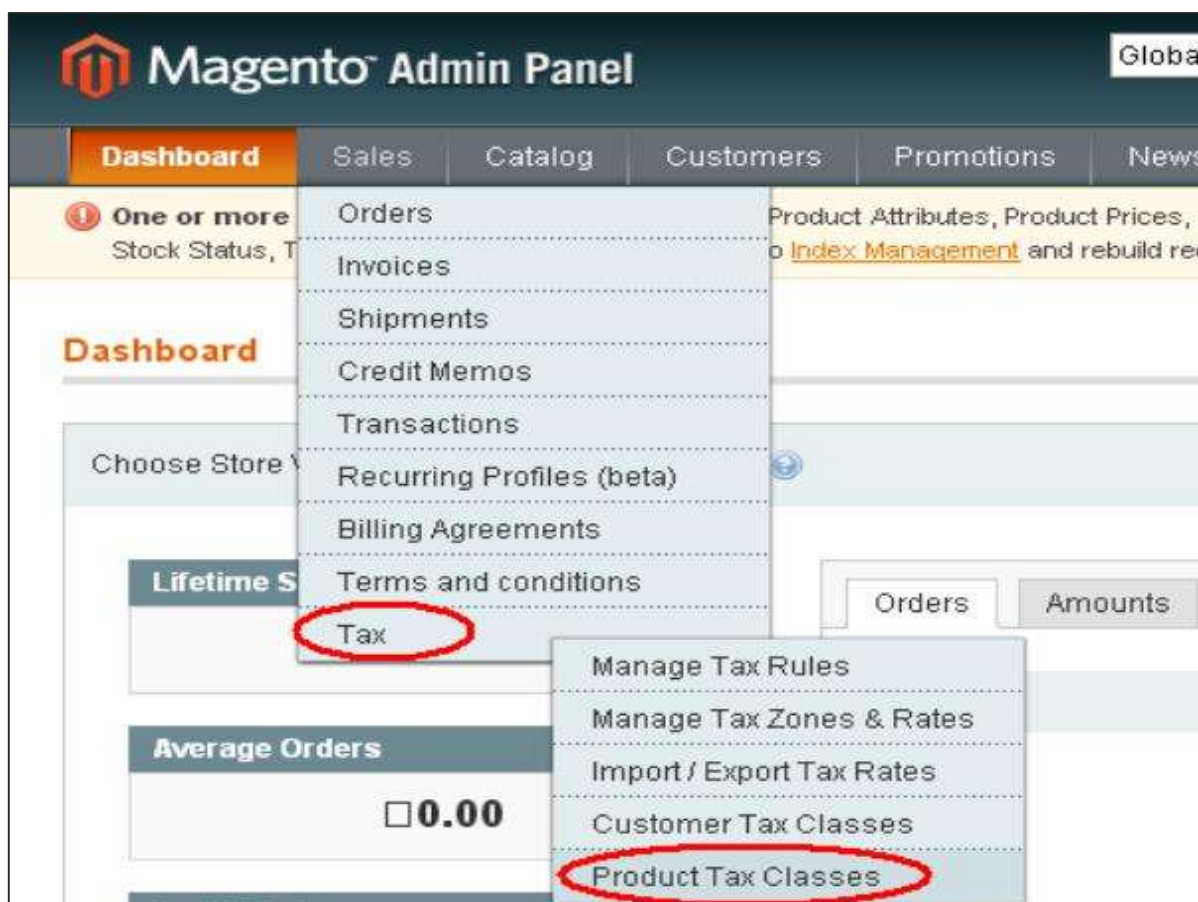 Magento™ Admin Panel
Globa
Dashboard Sales Catalog Customers Promotions News
One or more Product Attributes, Product Prices,
Stock Status, T o Index Management and rebuild re
Orders
Invoices
Shipments
Credit Memos
Transactions
Recurring Profiles (beta)
Billing Agreements
Terms and conditions
Tax
Dashboard
Choose Store
Lifetime S
Orders Amounts
Manage Tax Rules
Manage Tax Zones & Rates
Import / Export Tax Rates
Customer Tax Classes
Product Tax Classes
Average Orders
□0.00